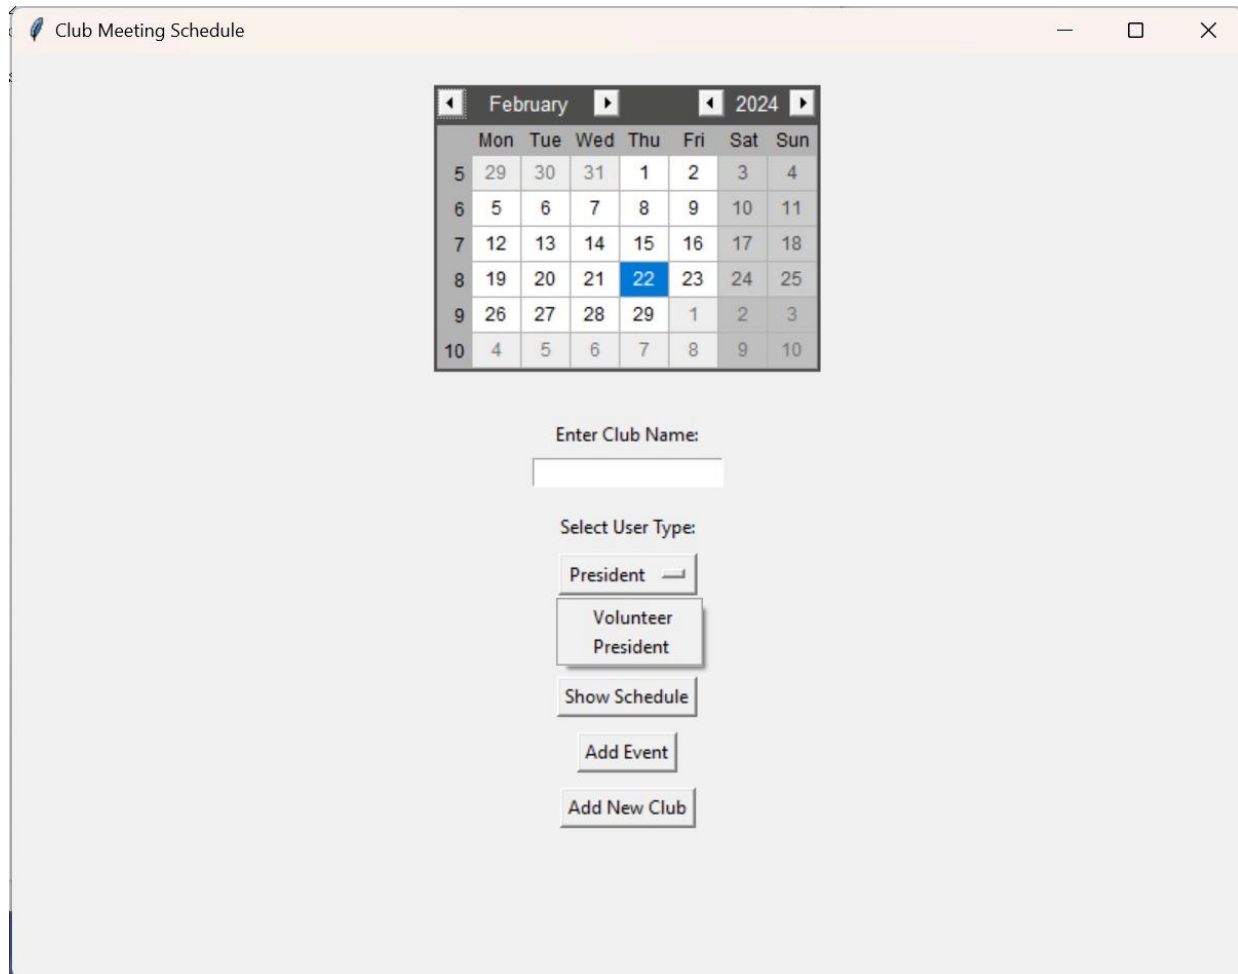 Club Meeting Schedule
February 2024
Mon Tue Wed Thu Fri Sat Sun
5 29 30 31 1 2 3 4
6 5 6 7 8 9 10 11
7 12 13 14 15 16 17 18
8 19 20 21 22 23 24 25
9 26 27 28 29 1 2 3
10 4 5 6 7 8 9 10
Enter Club Name:
Select User Type:
President
Volunteer
President
Show Schedule
Add Event
Add New Club